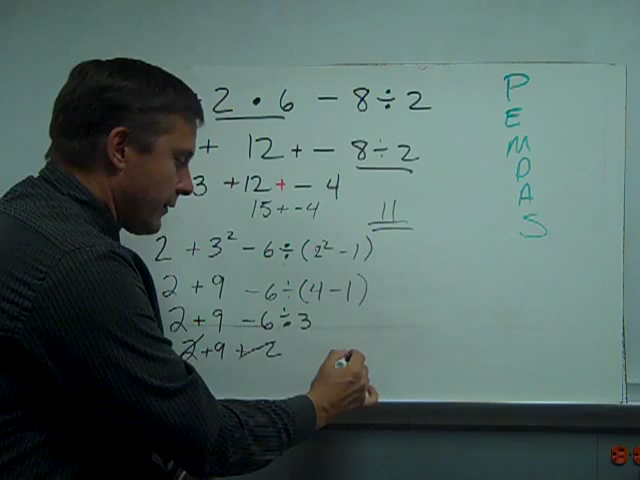 + 2 • 6 - 8 ÷ 2
+ 12 + - 8 ÷ 2
3 + 12 + - 4
15 + -4
11
2 + 3² - 6 ÷ (2² - 1)
2 + 9 - 6 ÷ (4 - 1)
2 + 9 - 6 ÷ 3
2 + 9 + - 2
P
E
M
D
A
S